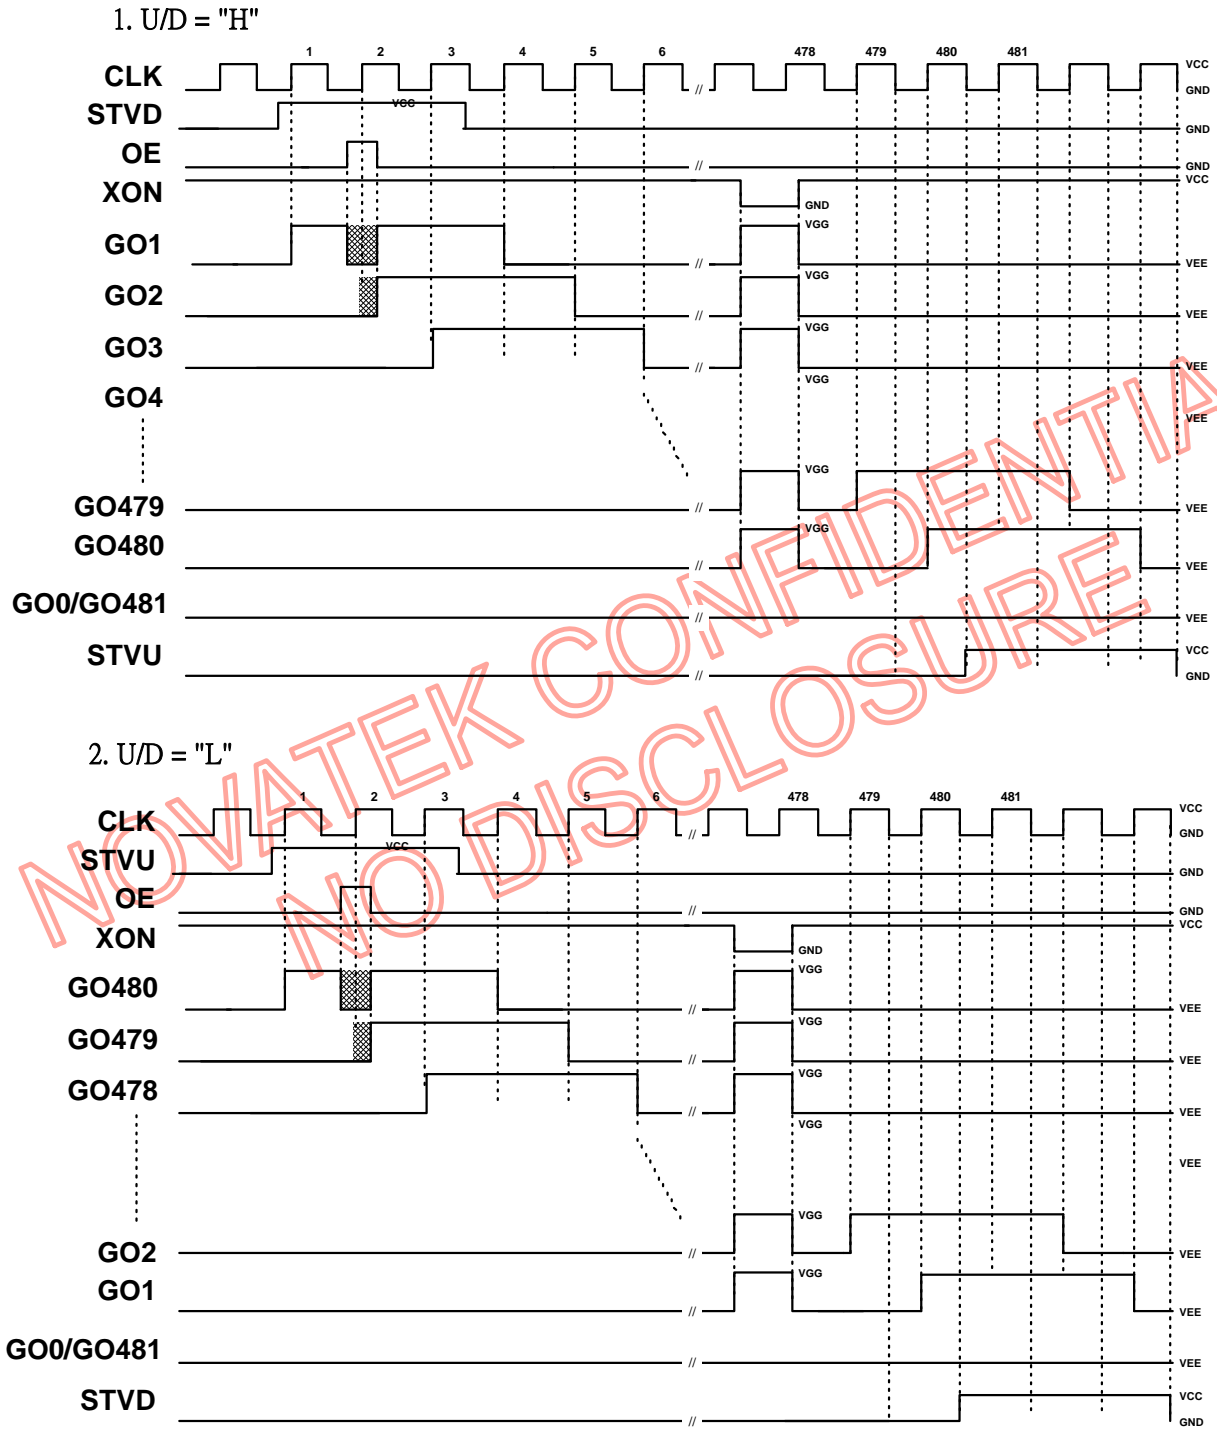 1. U/D = "H"
1 2 3 4 5 6 478 479 480 481
CLK VCC GND
STVD VCC GND
OE GND
XON VCC GND
GO1 VGG // VEE
GO2 VGG // VEE
GO3 VGG // VEE
GO4 VGG VEE
GO479 VGG // VEE
GO480 VGG // VEE
GO0/GO481 // VEE
STVU // VCC GND
NOVATEK CONFIDENTIA
NO DISCLOSURE
2. U/D = "L"
1 2 3 4 5 6 478 479 480 481
CLK // VCC GND
STVU VCC GND
OE // GND
XON VCC GND
GO480 VGG // VEE
GO479 VGG // VEE
GO478 VGG // VEE
VGG VEE
GO2 VGG // VEE
GO1 VGG // VEE
GO0/GO481 // VEE
STVD // VCC GND